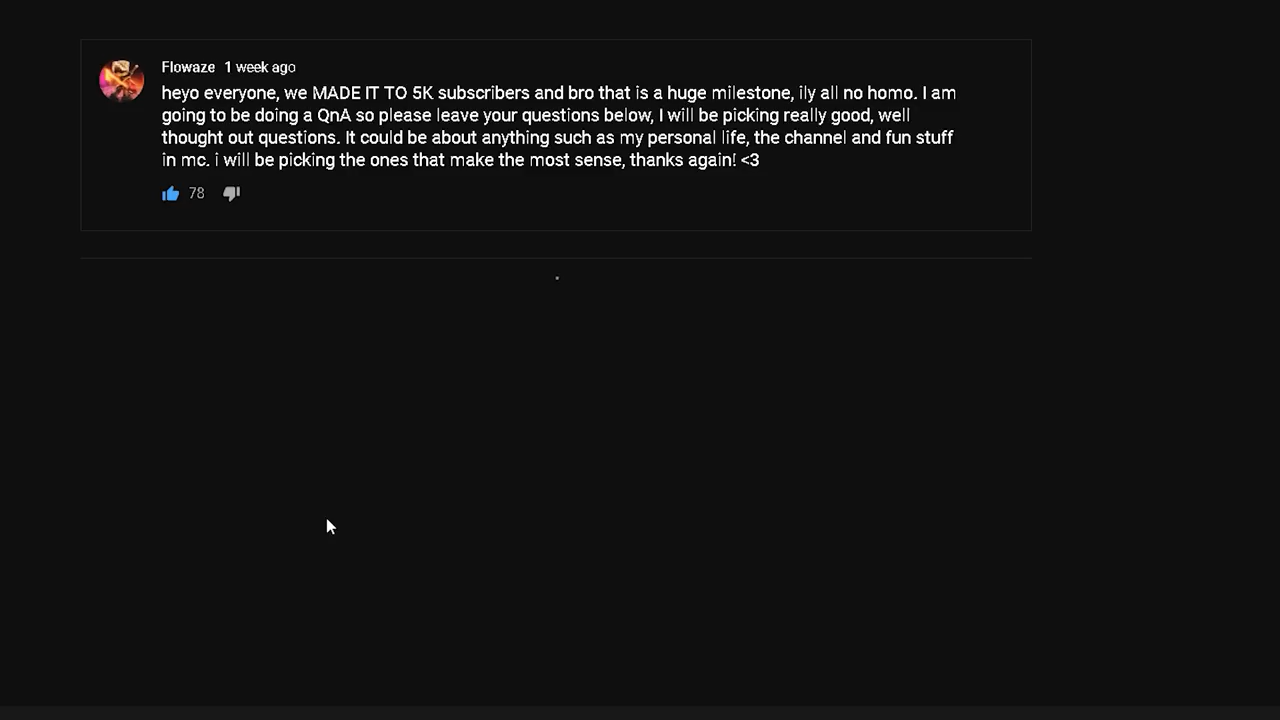 Flowaze 1 week ago
heyo everyone, we MADE IT TO 5K subscribers and bro that is a huge milestone, ily all no homo. I am
going to be doing a QnA so please leave your questions below, I will be picking really good, well
thought out questions. It could be about anything such as my personal life, the channel and fun stuff
in mc. i will be picking the ones that make the most sense, thanks again! <3
78